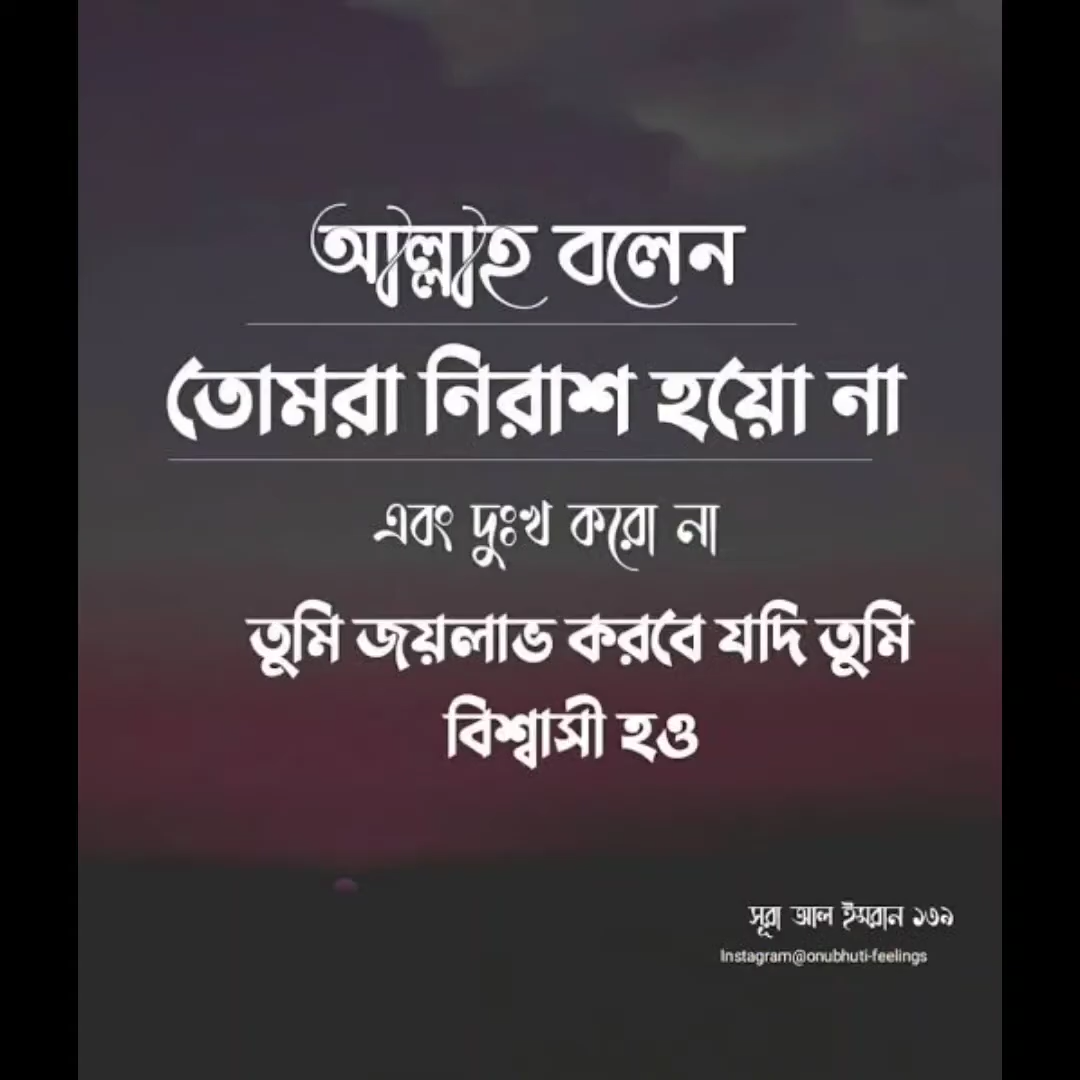 আল্লাহ বলেন
তোমরা নিরাশ হয়ো না
এবং দুঃখ করো না
তুমি জয়লাভ করবে যদি তুমি
বিশ্বাসী হও
সূরা আল ইমরান ১৩৯
Instagram@onubhuti-feelings